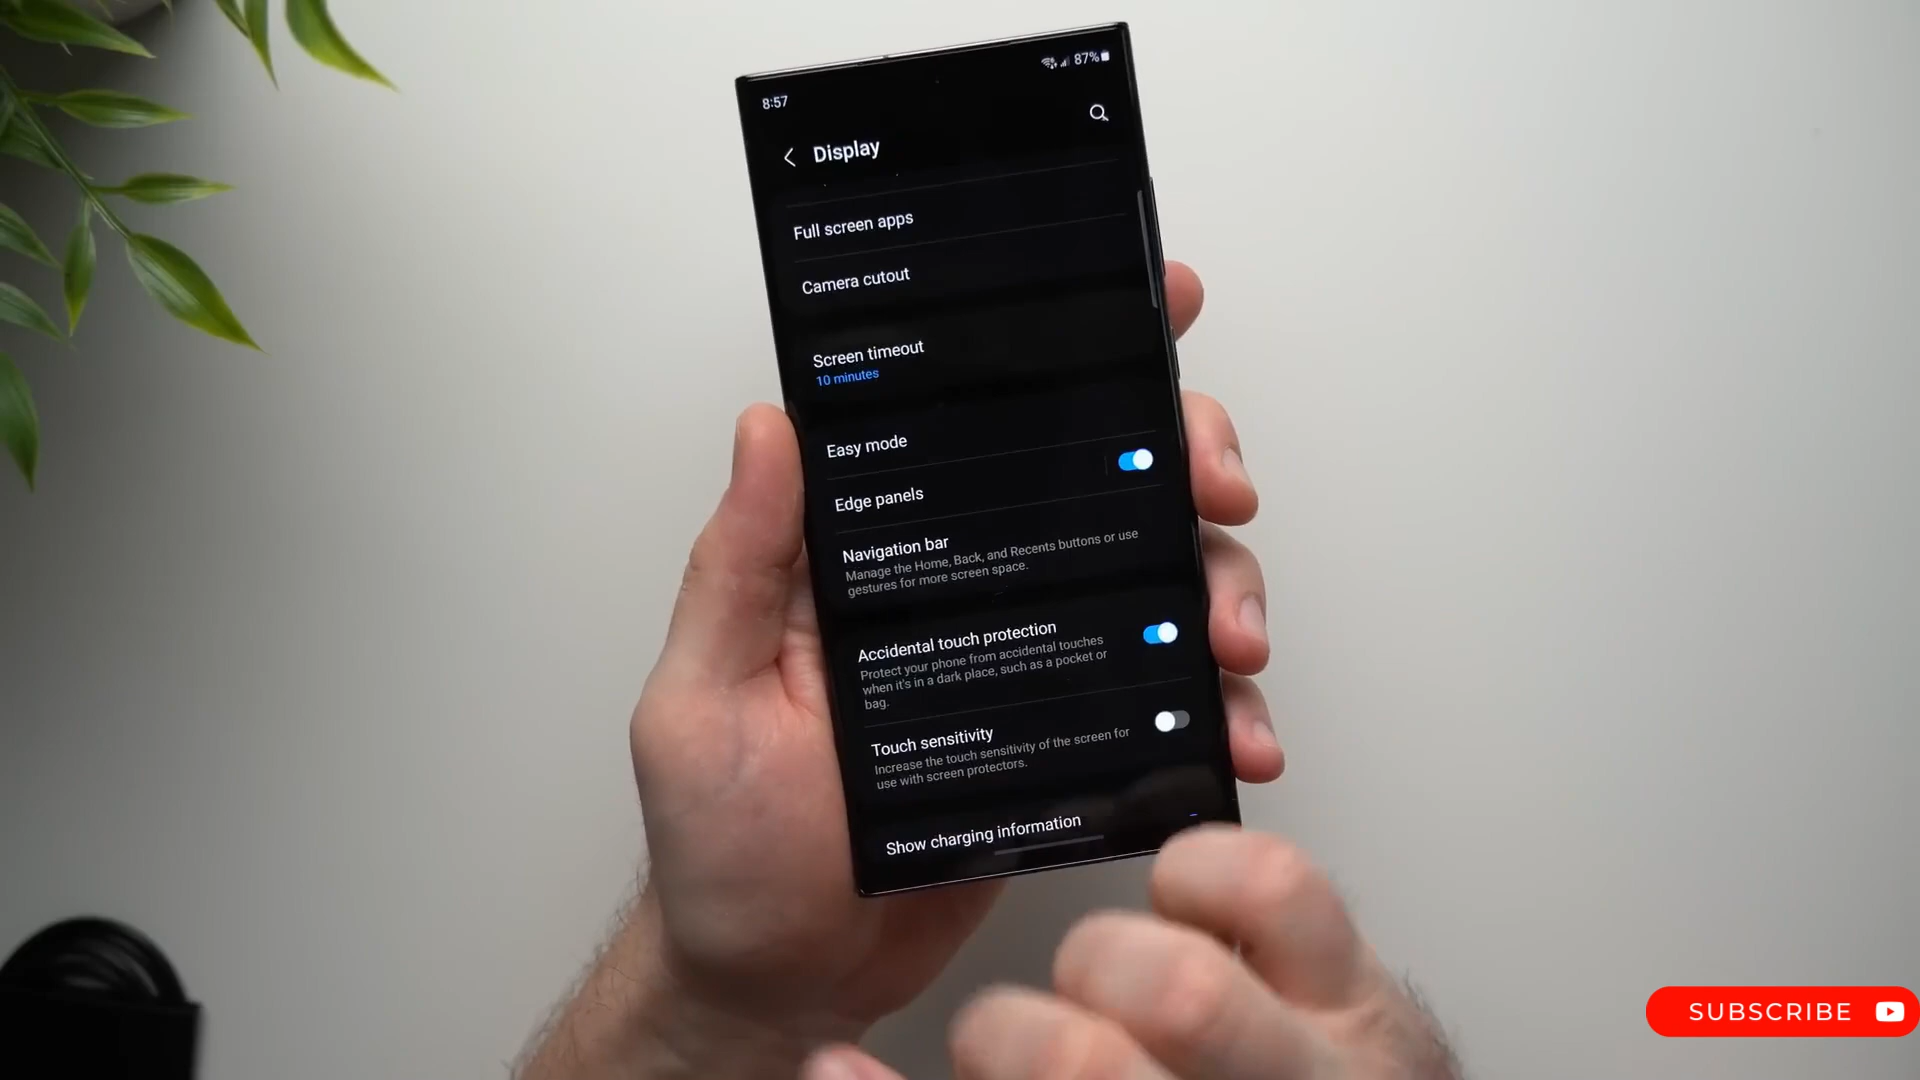 8:57
87%
Display
Full screen apps
Camera cutout
Screen timeout
10 minutes
Easy mode
Edge panels
Navigation bar
Manage the Home, Back, and Recents buttons or use
gestures for more screen space.
Accidental touch protection
Protect your phone from accidental touches
when it's in a dark place, such as a pocket or
bag.
Touch sensitivity
Increase the touch sensitivity of the screen for
use with screen protectors.
Show charging information
SUBSCRIBE